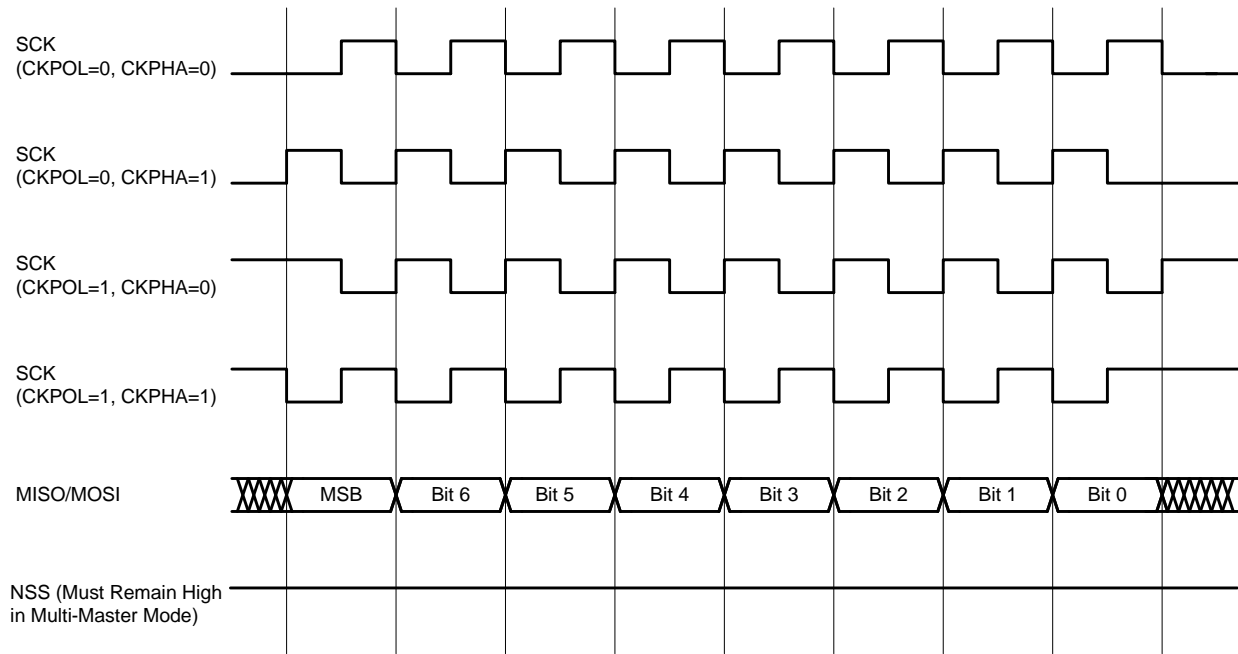 SCK
(CKPOL=0, CKPHA=0)
SCK
(CKPOL=0, CKPHA=1)
SCK
(CKPOL=1, CKPHA=0)
SCK
(CKPOL=1, CKPHA=1)
MISO/MOSI
MSB
Bit 6
Bit 5
Bit 4
Bit 3
Bit 2
Bit 1
Bit 0
NSS (Must Remain High
in Multi-Master Mode)